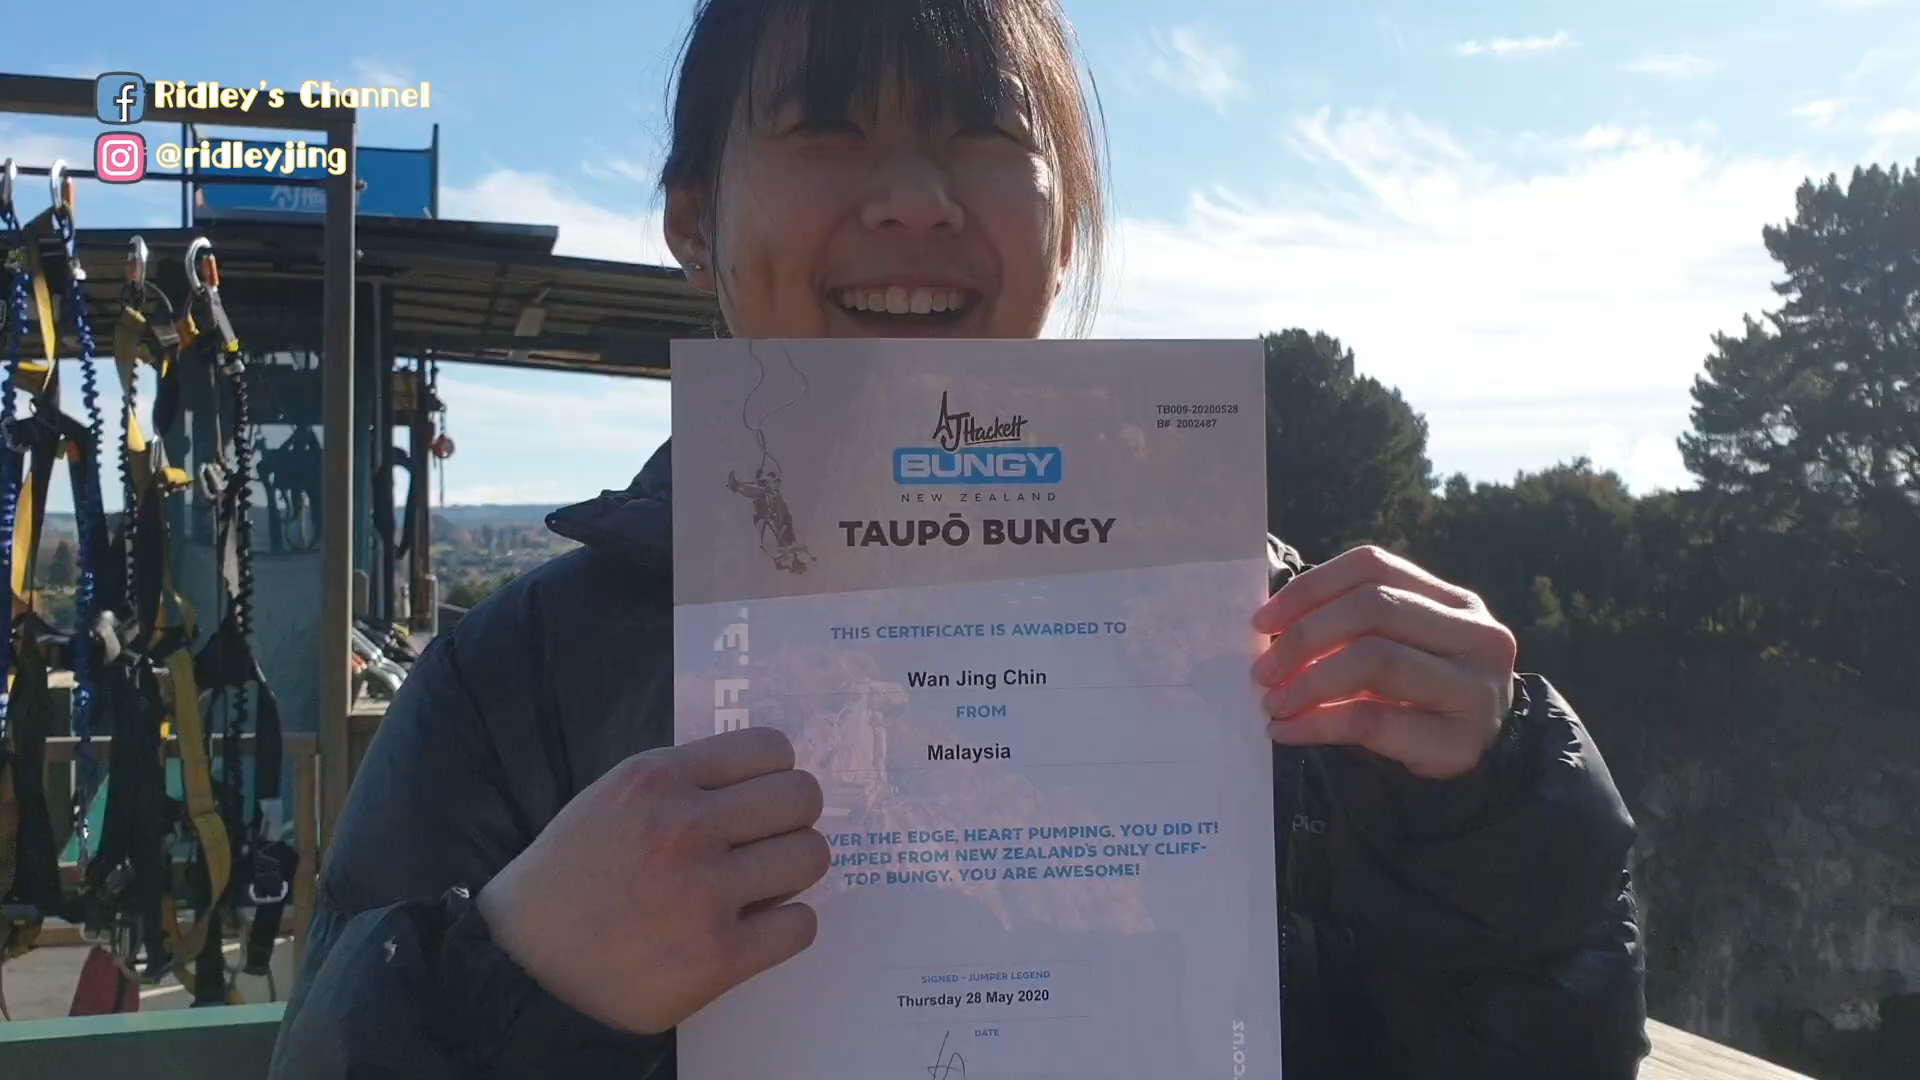 Ridley's Channel
@ridleyjing
AJ Hackett
BUNGY
NEW ZEALAND
TAUPŌ BUNGY
TB009-20200528
B# 2002487
THIS CERTIFICATE IS AWARDED TO
Wan Jing Chin
FROM
Malaysia
VER THE EDGE, HEART PUMPING, YOU DID IT!
UMPED FROM NEW ZEALAND'S ONLY CLIFF-
TOP BUNGY. YOU ARE AWESOME!
SIGNED - JUMPER LEGEND
Thursday 28 May 2020
DATE
.co.nz